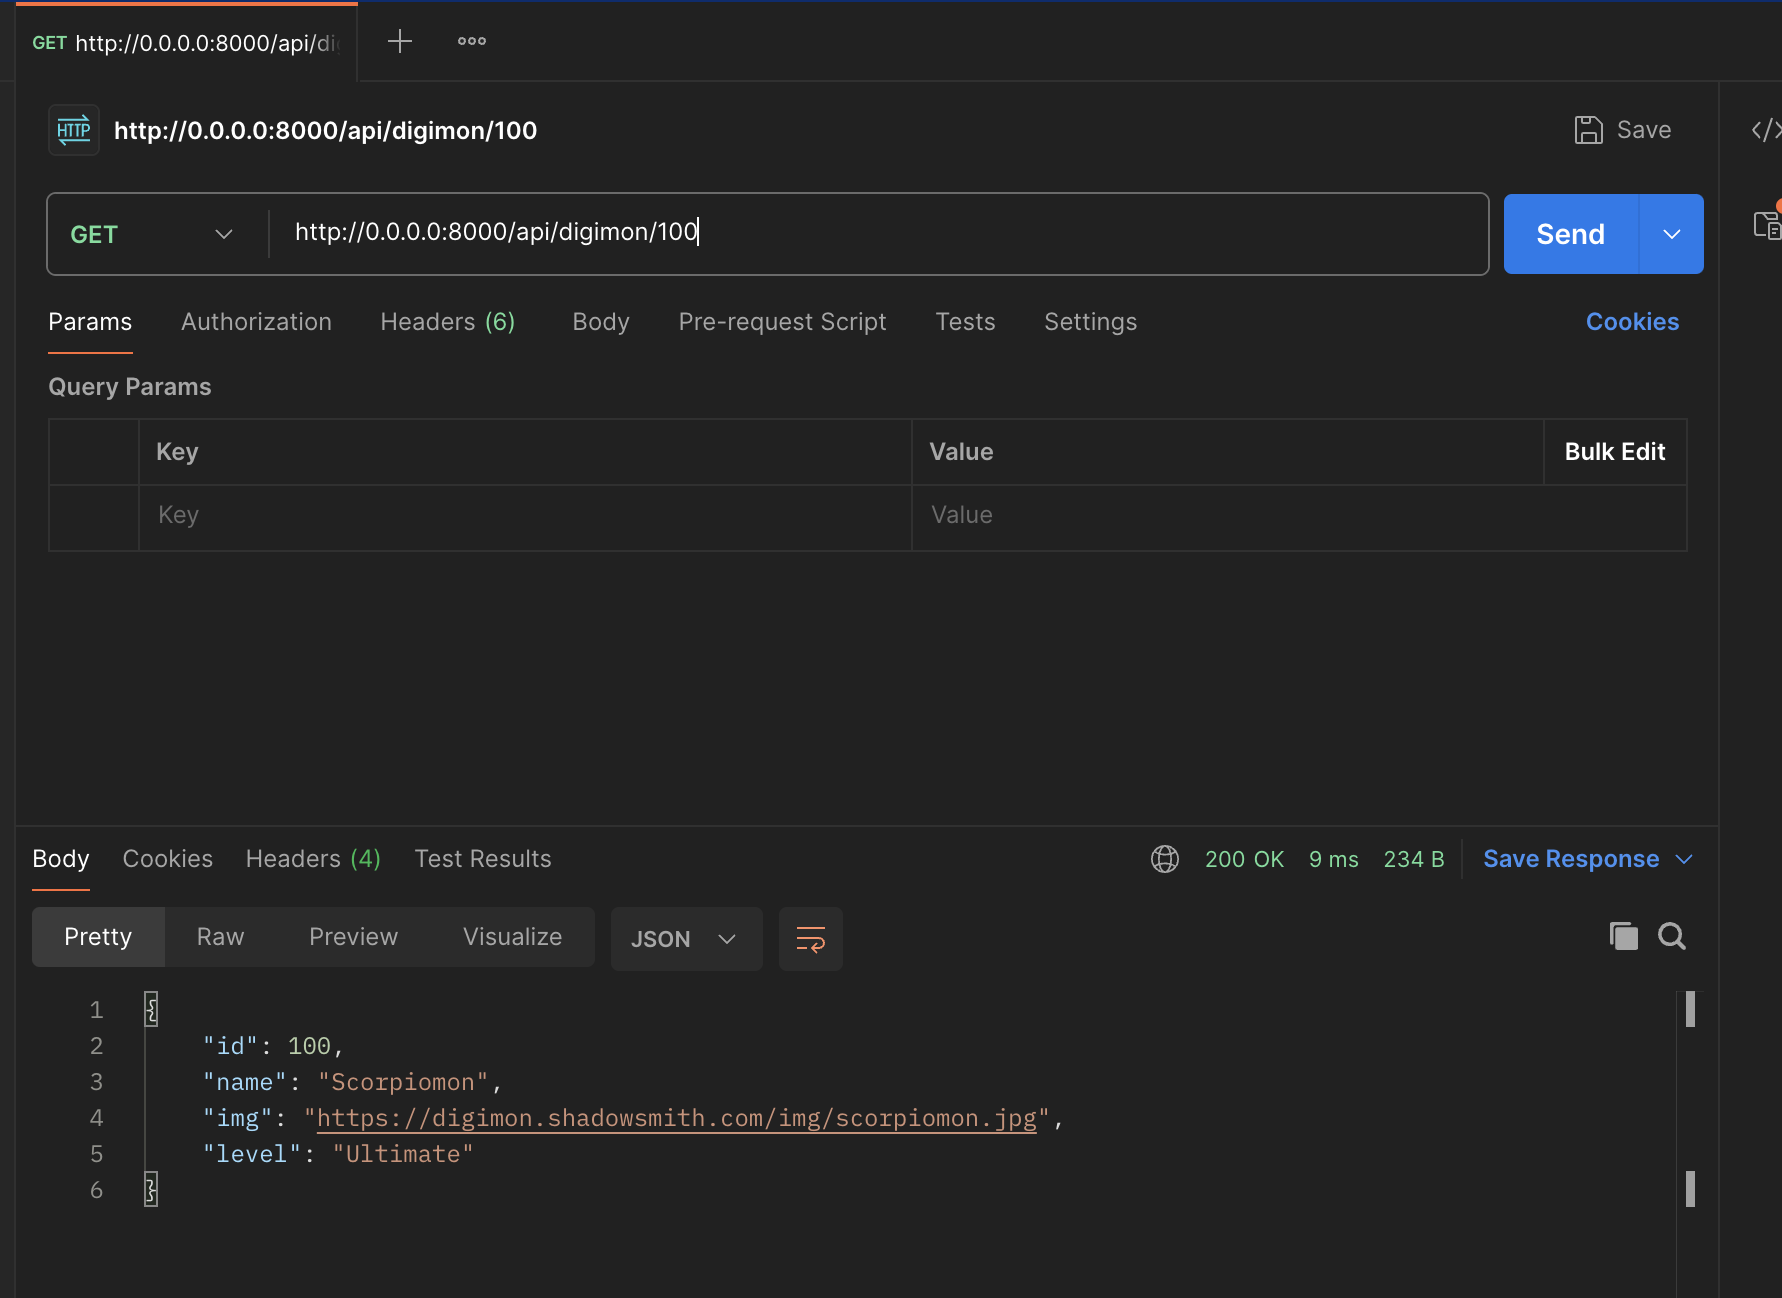 GET http://0.0.0.0:8000/api/di
HTTP http://0.0.0.0:8000/api/digimon/100
Save
GET http://0.0.0.0:8000/api/digimon/100
Send
Params Authorization Headers (6) Body Pre-request Script Tests Settings Cookies
Query Params
Key Value Bulk Edit
Key Value
Body Cookies Headers (4) Test Results 200 OK 9 ms 234 B Save Response
Pretty Raw Preview Visualize JSON
1 {
2 "id": 100,
3 "name": "Scorpiomon",
4 "img": "https://digimon.shadowsmith.com/img/scorpiomon.jpg",
5 "level": "Ultimate"
6 }